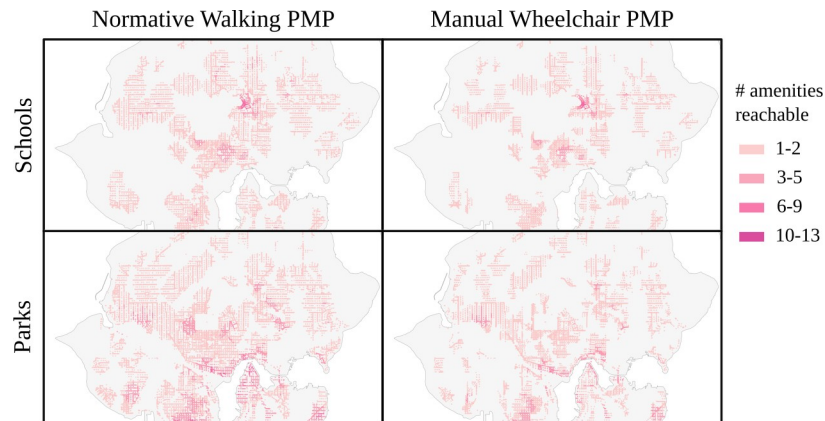 Normative Walking PMP
Manual Wheelchair PMP
Schools
Parks
# amenities
reachable
1-2
3-5
6-9
10-13